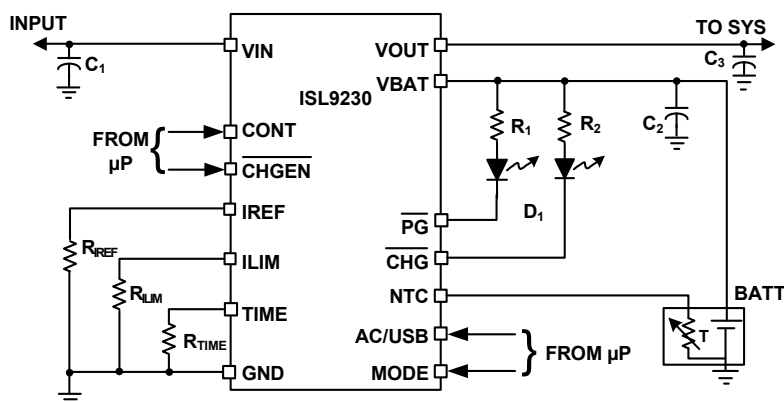 INPUT
TO SYS
C1
VIN
VOUT
C3
ISL9230
VBAT
CONT
FROM
µP
CHGEN
R1
R2
C2
IREF
PG
D1
RIREF
ILIM
CHG
RILIM
NTC
BATT
TIME
RTIME
AC/USB
T
FROM µP
GND
MODE